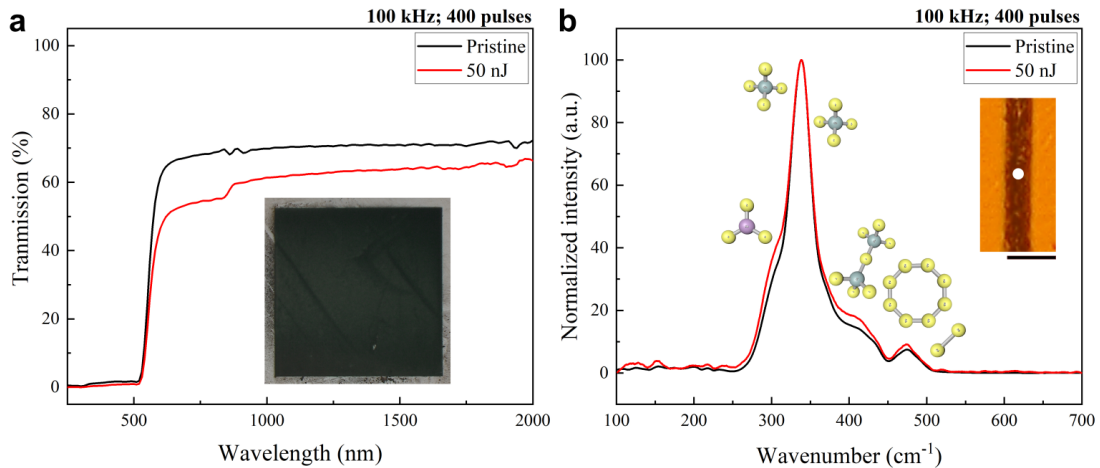 a
100 kHz; 400 pulses
Pristine
50 nJ
Tranmission (%)
100
80
60
40
20
0
500
1000
1500
2000
Wavelength (nm)
b
100 kHz; 400 pulses
Pristine
50 nJ
Normalized intensity (a.u.)
100
80
60
40
20
0
100
200
300
400
500
600
700
Wavenumber (cm⁻¹)